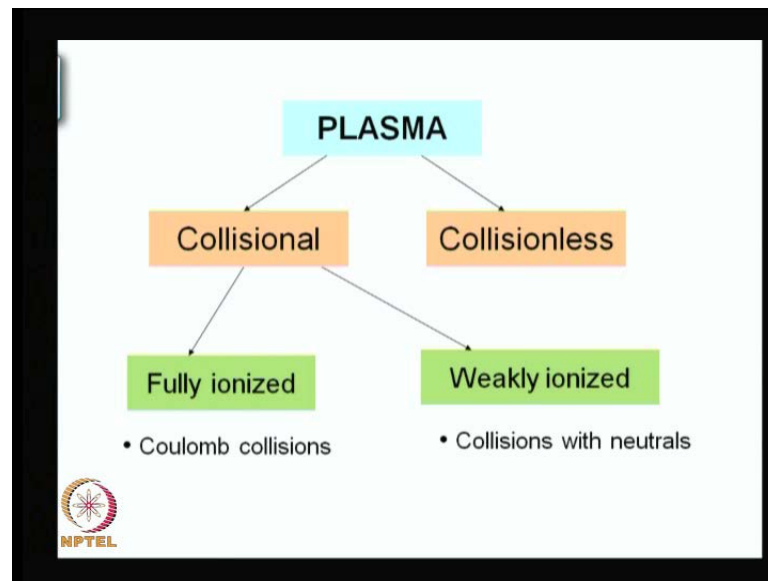 PLASMA
Collisional
Collisionless
Fully ionized
Weakly ionized
• Coulomb collisions
• Collisions with neutrals
NPTEL